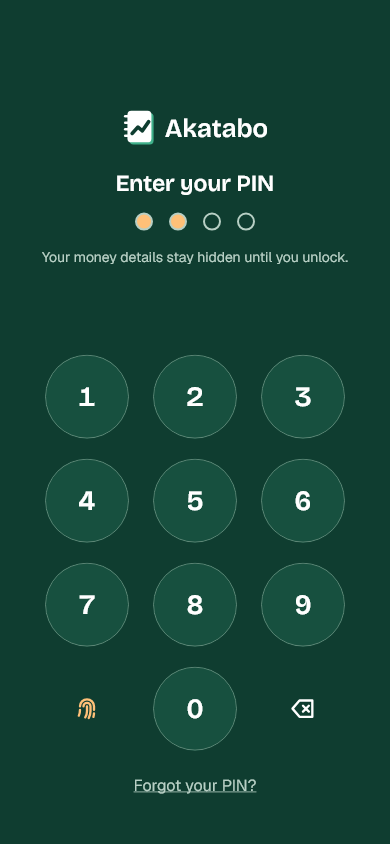 Akatabo
Enter your PIN
Your money details stay hidden until you unlock.
1 2 3
4 5 6
7 8 9
0
Forgot your PIN?